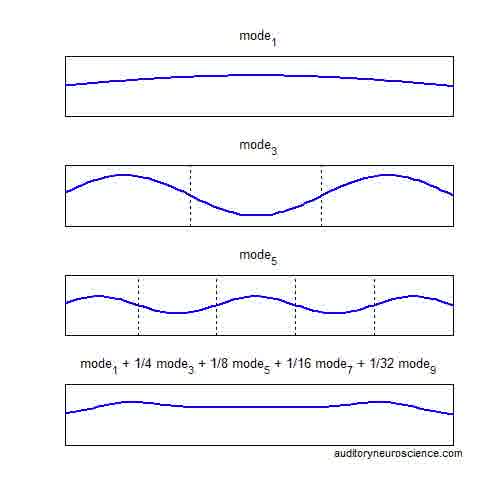 mode₁
mode₃
mode₅
mode₁ + 1/4 mode₃ + 1/8 mode₅ + 1/16 mode₇ + 1/32 mode₉
auditoryneuroscience.com